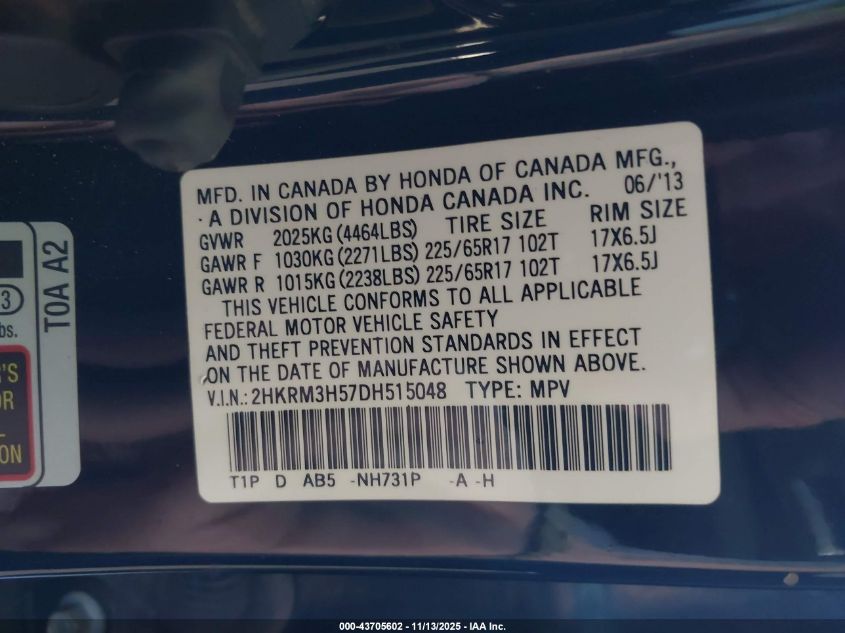 MFD. IN CANADA BY HONDA OF CANADA MFG.,
A DIVISION OF HONDA CANADA INC. 06/'13
GVWR 2025KG (4464LBS) TIRE SIZE RIM SIZE
GAWR F 1030KG (2271LBS) 225/65R17 102T 17X6.5J
GAWR R 1015KG (2238LBS) 225/65R17 102T 17X6.5J
THIS VEHICLE CONFORMS TO ALL APPLICABLE
FEDERAL MOTOR VEHICLE SAFETY
AND THEFT PREVENTION STANDARDS IN EFFECT
ON THE DATE OF MANUFACTURE SHOWN ABOVE.
V.I.N.: 2HKRM3H57DH515048 TYPE: MPV
T1P D AB5 -NH731P -A -H
T0A A2
3
bs.
'S
OR
ON
000-43705602 - 11/13/2025 - IAA Inc.